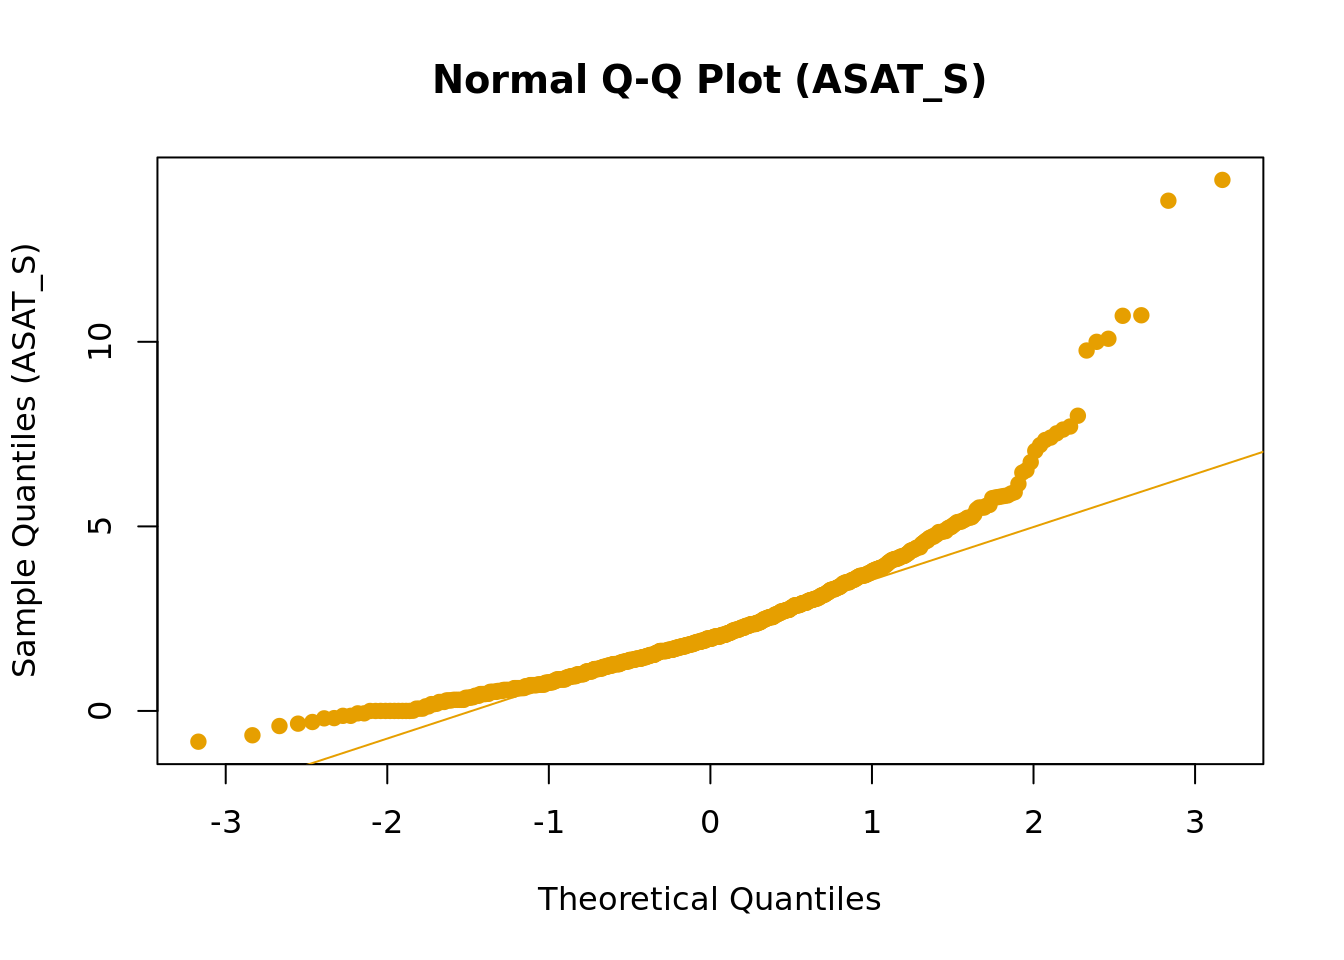 Normal Q-Q Plot (ASAT_S)
Sample Quantiles (ASAT_S)
10
5
0
-3 -2 -1 0 1 2 3
Theoretical Quantiles